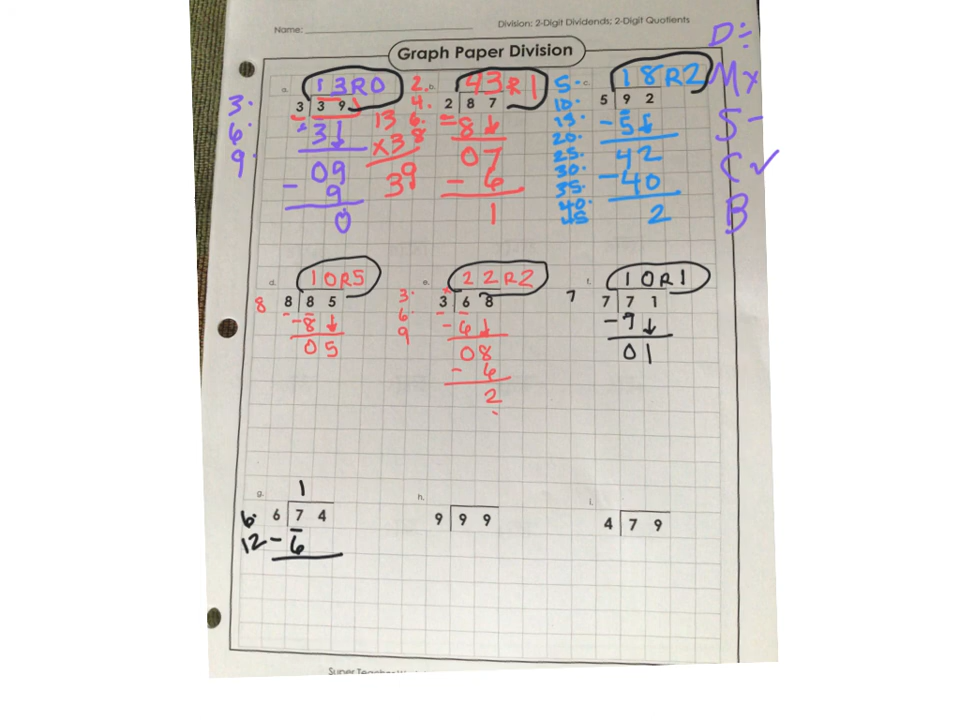 Name:
Division: 2-Digit Dividends; 2-Digit Quotients
Graph Paper Division
D÷
M×
S-
C✓
B
a.
13R0
3 39
3.
6.
9.
-3↓
09
- 9
0
13
×3
39
b.
43R1
2 87
2.
4.
6.
8
-8↓
07
- 6
1
c.
18R2
5 92
5.
10.
15.
20.
25.
30.
35.
40.
45
-5↓
42
-40
2
d.
10R5
8
8 85
-8↓
05
e.
22R2
3 68
3.
6.
9
-6↓
08
- 6
2
f.
10R1
7
7 71
-7↓
01
g.
1
6 74
6.
12
- 6
h.
9 99
i.
4 79